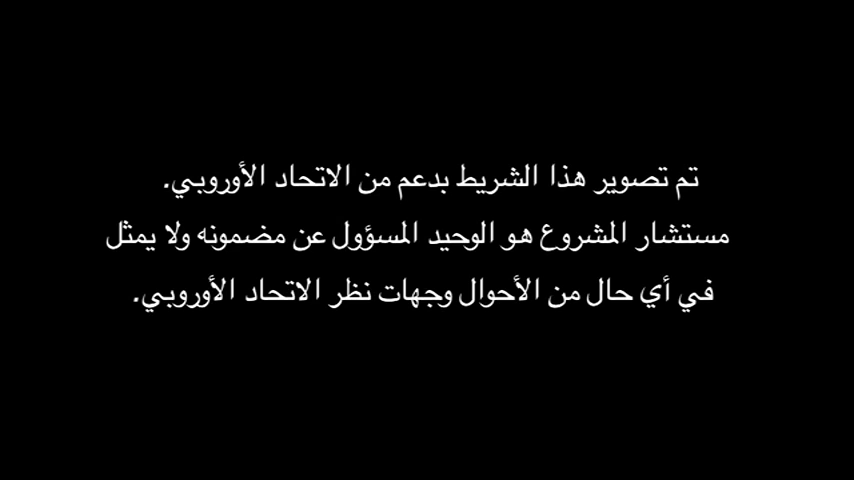 تم تصوير هذا الشريط بدعم من الاتحاد الأوروبي.
مستشار المشروع هو الوحيد المسؤول عن مضمونه ولا يمثل
في أي حال من الأحوال وجهات نظر الاتحاد الأوروبي.